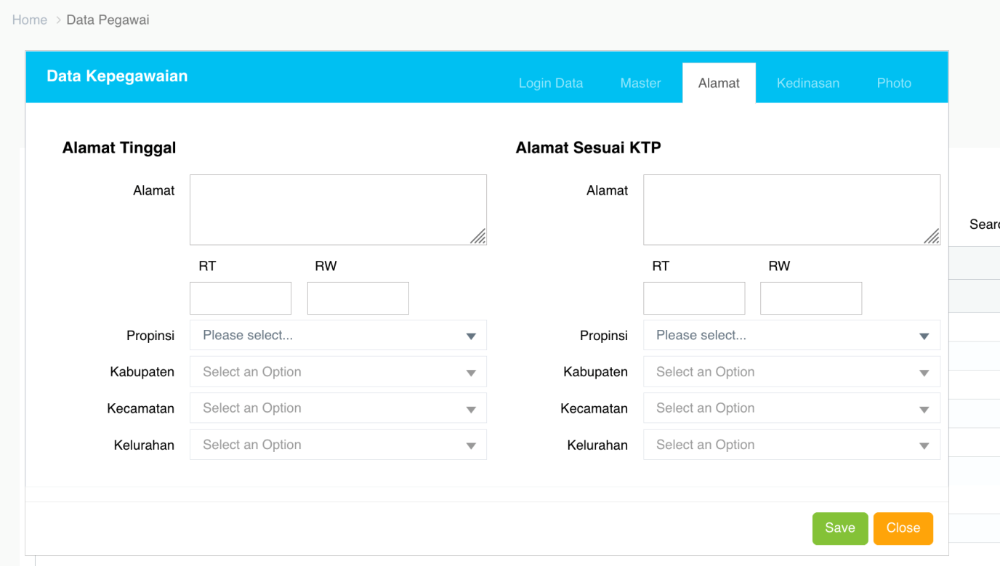 Home > Data Pegawai
Data Kepegawaian
Login Data Master Alamat Kedinasan Photo
Alamat Tinggal
Alamat
RT RW
Propinsi Please select...
Kabupaten Select an Option
Kecamatan Select an Option
Kelurahan Select an Option
Alamat Sesuai KTP
Alamat
RT RW
Propinsi Please select...
Kabupaten Select an Option
Kecamatan Select an Option
Kelurahan Select an Option
Save Close